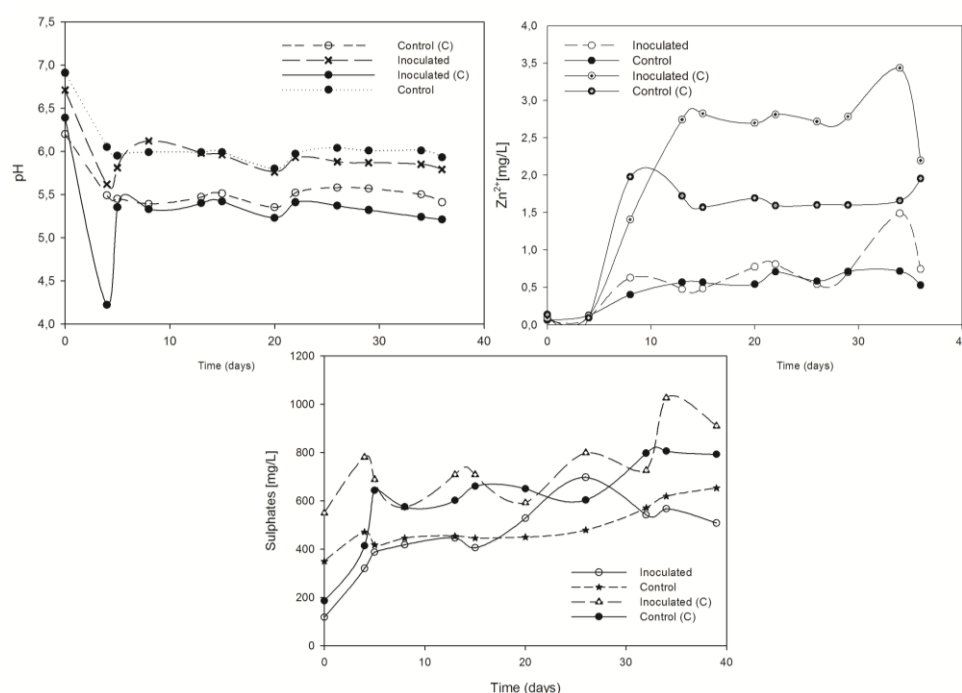 7,5
7,0
6,5
6,0
5,5
5,0
4,5
4,0
pH
0
10
20
30
40
Time (days)
Control (C)
Inoculated
Inoculated (C)
Control
4,0
3,5
3,0
2,5
2,0
1,5
1,0
0,5
0,0
Zn2+[mg/L]
0
10
20
30
Time (days)
Inoculated
Control
Inoculated (C)
Control (C)
1200
1000
800
600
400
200
0
Sulphates [mg/L]
0
10
20
30
40
Time (days)
Inoculated
Control
Inoculated (C)
Control (C)